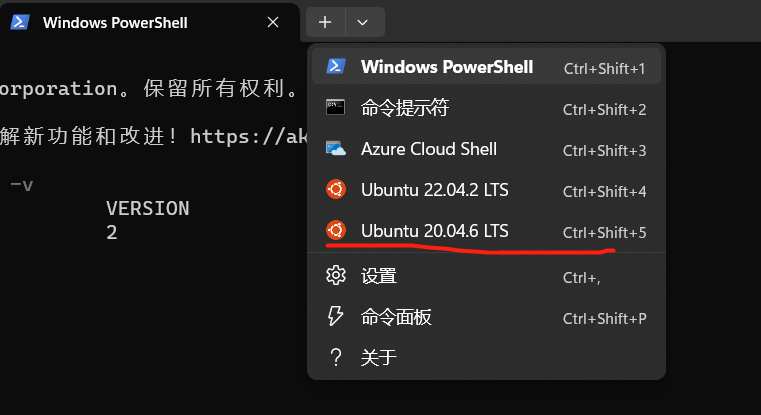 Windows PowerShell
Windows PowerShell Ctrl+Shift+1
orporation。保留所有权利。
命令提示符 Ctrl+Shift+2
解新功能和改进！https://ak
Azure Cloud Shell Ctrl+Shift+3
-v
Ubuntu 22.04.2 LTS Ctrl+Shift+4
VERSION
2
Ubuntu 20.04.6 LTS Ctrl+Shift+5
设置 Ctrl+,
命令面板 Ctrl+Shift+P
关于